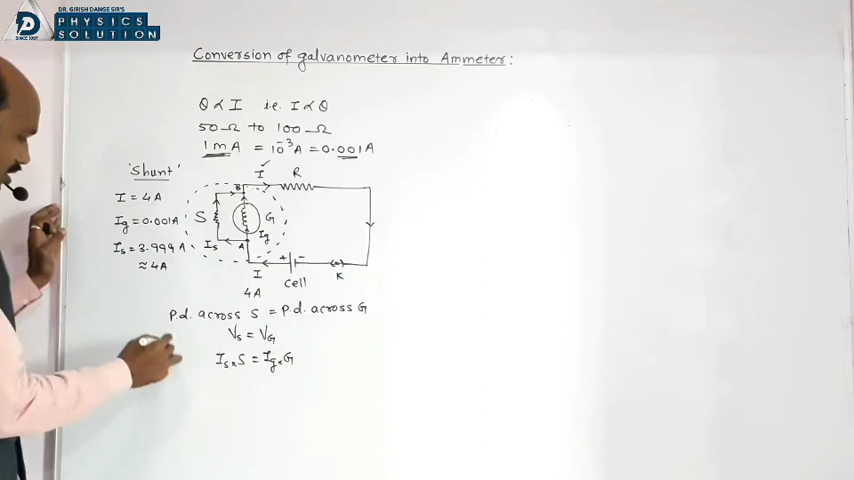 DR. GIRISH DANGE SIR'S
PHYSICS
SOLUTION
D
SINCE 1997
Conversion of galvanometer into Ammeter :
θ ∝ I i.e. I ∝ θ
50 Ω to 100 Ω
1 mA = 10⁻³ A = 0.001 A
'Shunt'
I = 4A
Ig = 0.001A
Is = 3.999 A
≈ 4A
I ✓ R
B
S G
Ig
Is A
+ −
I K
cell
4A
P.d. across S = P.d. across G
Vs = VG
Is × S = Ig × G